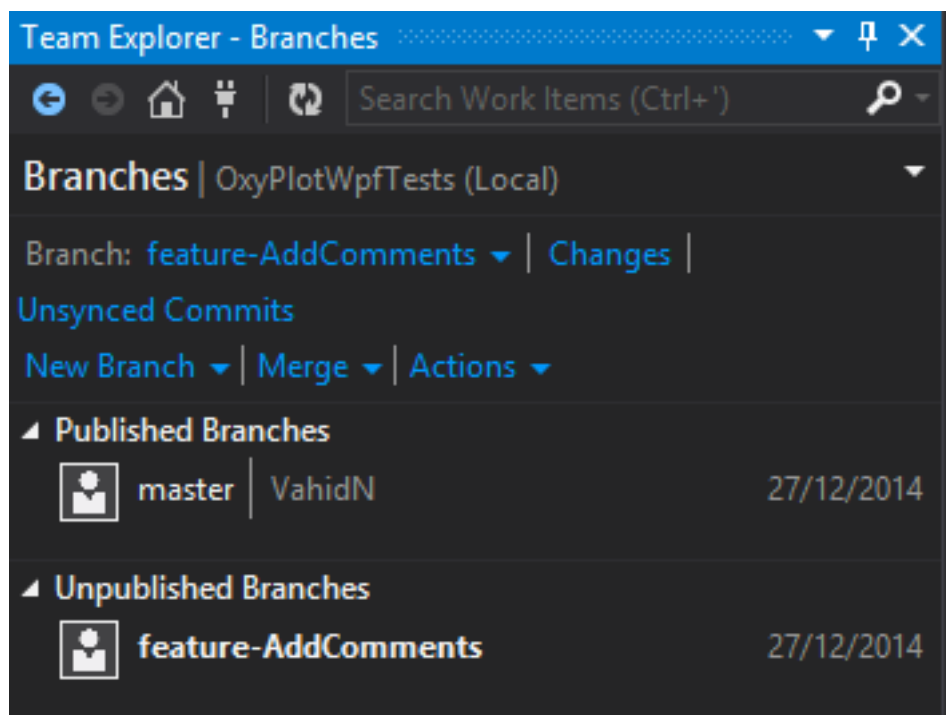 Team Explorer - Branches
Search Work Items (Ctrl+')
Branches | OxyPlotWpfTests (Local)
Branch: feature-AddComments | Changes |
Unsynced Commits
New Branch | Merge | Actions
Published Branches
master | VahidN 27/12/2014
Unpublished Branches
feature-AddComments 27/12/2014